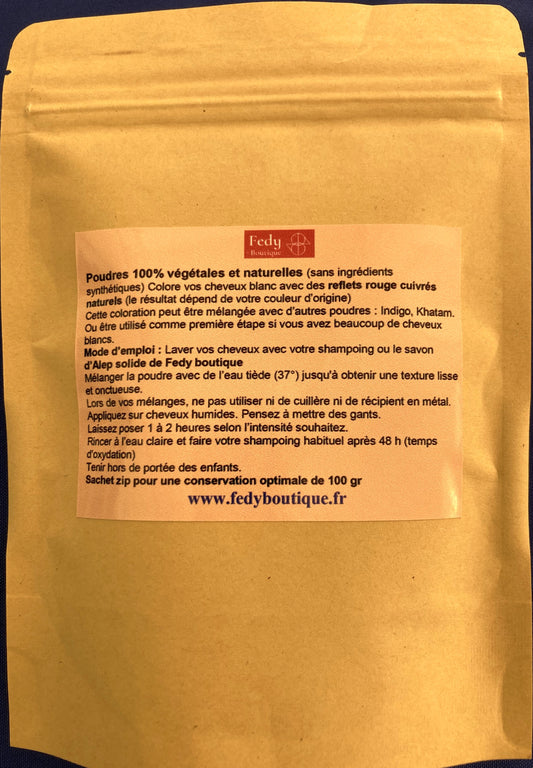 Fedy
Boutique
Poudres 100% végétales et naturelles (sans ingrédients
synthétiques) Colore vos cheveux blanc avec des reflets rouge cuivrés
naturels (le résultat dépend de votre couleur d'origine)
Cette coloration peut être mélangée avec d'autres poudres : Indigo, Khatam.
Ou être utilisé comme première étape si vous avez beaucoup de cheveux
blancs.
Mode d'emploi : Laver vos cheveux avec votre shampoing ou le savon
d'Alep solide de Fedy boutique
Mélanger la poudre avec de l'eau tiède (37°) jusqu'à obtenir une texture lisse
et onctueuse.
Lors de vos mélanges, ne pas utiliser ni de cuillère ni de récipient en métal.
Appliquez sur cheveux humides. Pensez à mettre des gants.
Laissez poser 1 à 2 heures selon l'intensité souhaitez.
Rincer à l'eau claire et faire votre shampoing habituel après 48 h (temps
d'oxydation)
Tenir hors de portée des enfants.
Sachet zip pour une conservation optimale de 100 gr
www.fedyboutique.fr